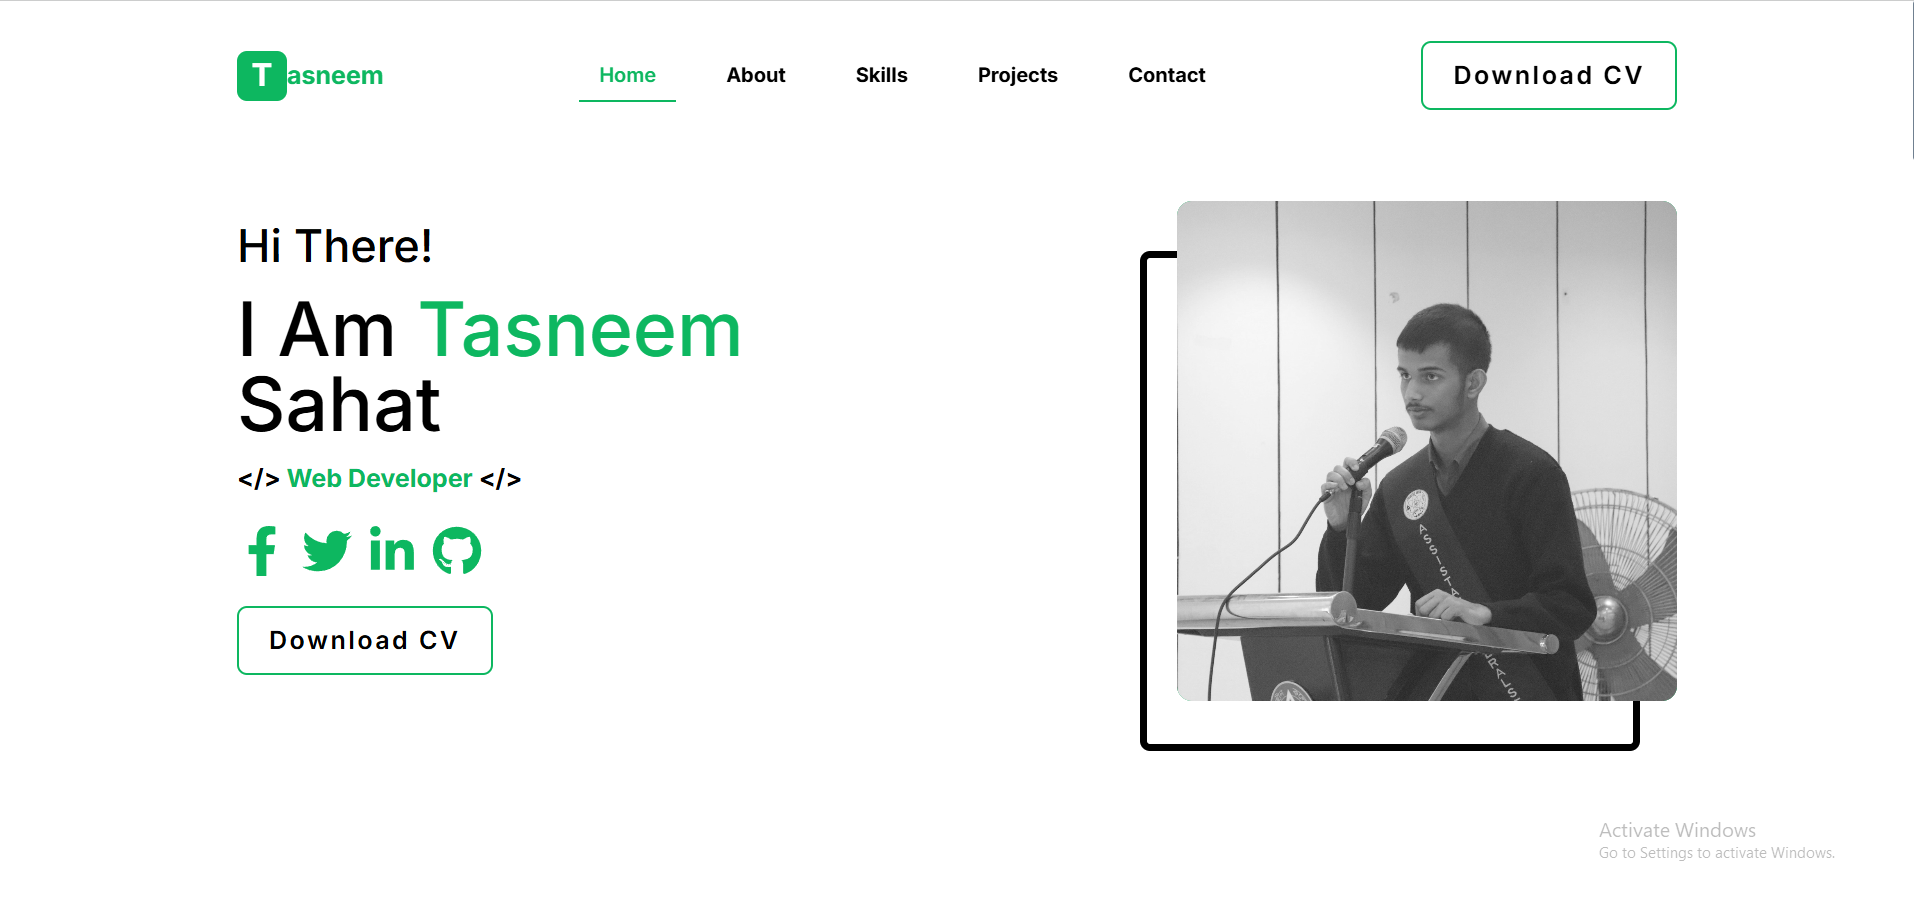 Tasneem
Home
About
Skills
Projects
Contact
Download CV
Hi There!
I Am Tasneem
Sahat
</> Web Developer </>
Download CV
Activate Windows
Go to Settings to activate Windows.